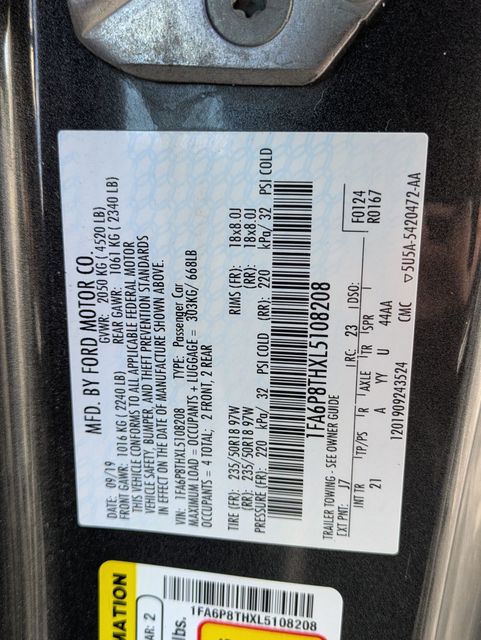 MFD. BY FORD MOTOR CO.
DATE: 09/19 GVWR: 2050 KG ( 4520 LB)
FRONT GAWR: 1016 KG (2240 LB) REAR GAWR: 1061 KG (2340 LB)
THIS VEHICLE CONFORMS TO ALL APPLICABLE FEDERAL MOTOR
VEHICLE SAFETY, BUMPER, AND THEFT PREVENTION STANDARDS
IN EFFECT ON THE DATE OF MANUFACTURE SHOWN ABOVE.
VIN: 1FA6P8THXL5108208 TYPE: Passenger Car
MAXIMUM LOAD = OCCUPANTS + LUGGAGE = 303KG/ 668LB
OCCUPANTS = 4 TOTAL; 2 FRONT, 2 REAR
TIRE (FR): 235/50R18 97W RIMS (FR): 18x8.0J
(RR): 235/50R18 97W (RR): 18x8.0J
PRESSURE (FR): 220 kPa/ 32 PSI COLD (RR): 220 kPa/ 32 PSI COLD
1FA6P8THXL5108208
TRAILER TOWING - SEE OWNER GUIDE F0124
EXT PNT: J7 RC: 23 DSO: R0167
INT TR TP/PS R AXLE TR SPR
21 A YY U 44AA
1201909243524 CMC ▽5U5A-5420472-AA
MATION
AR: 2
lbs.
1FA6P8THXL5108208